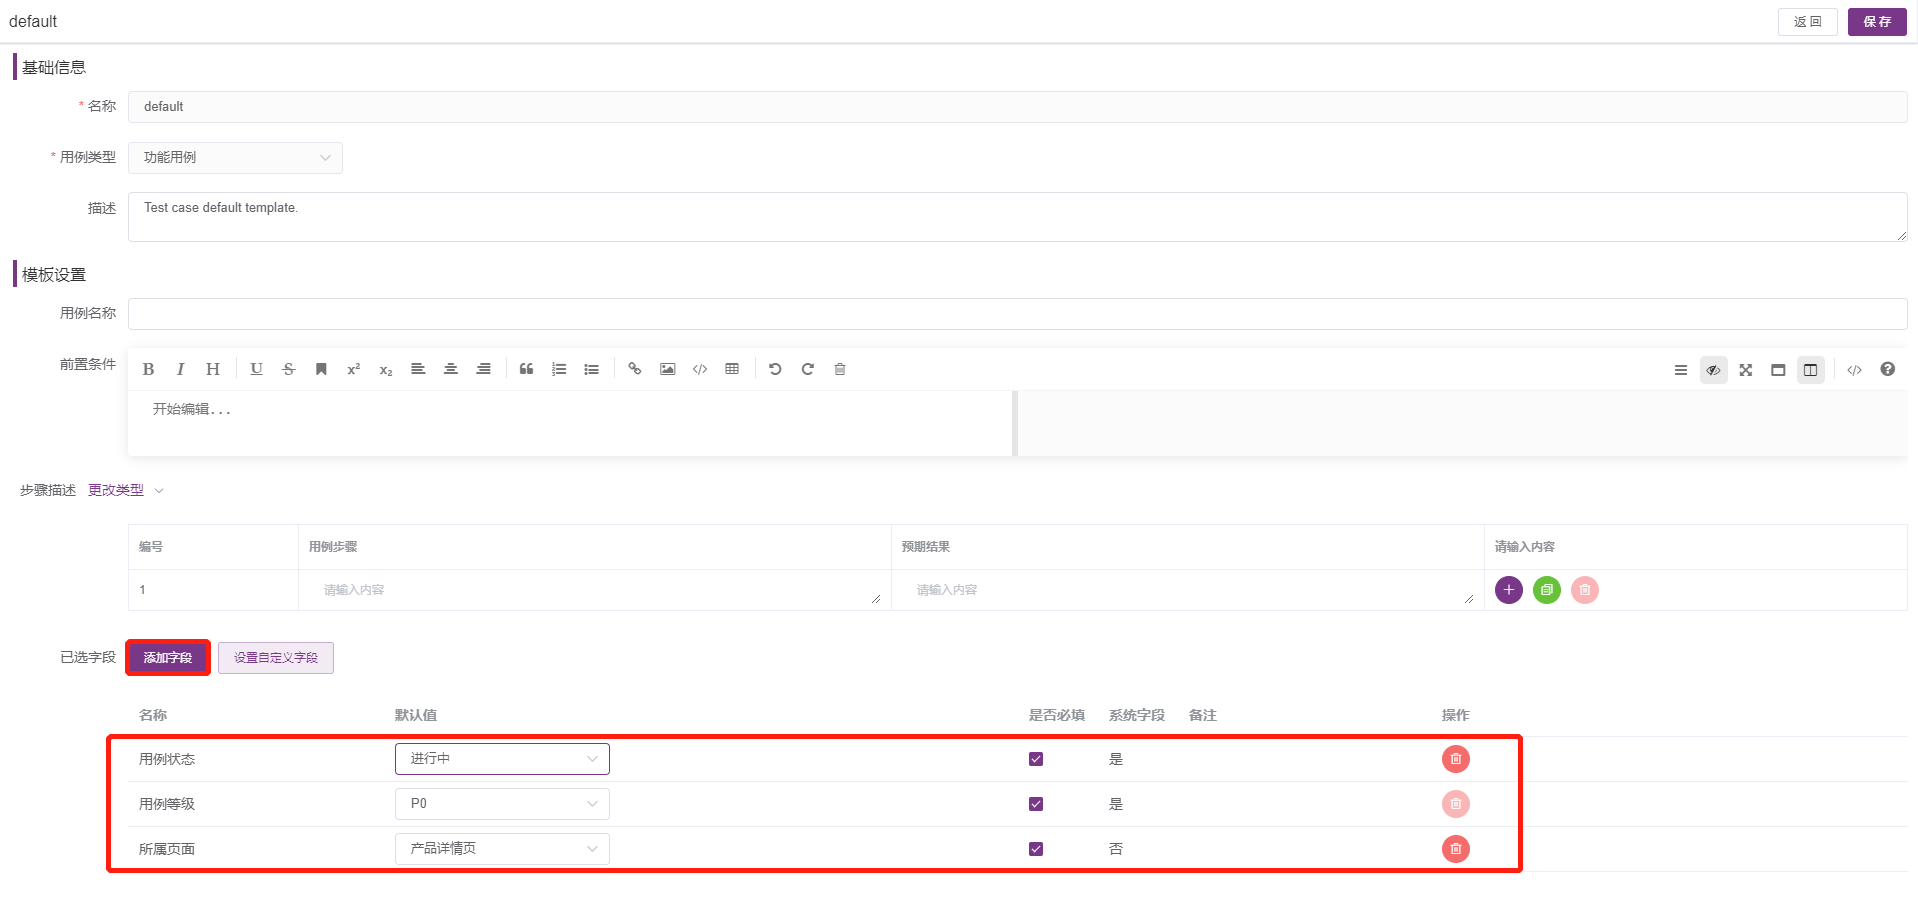 default
返 回
保 存
基础信息
* 名称
default
* 用例类型
功能用例
描述
Test case default template.
模板设置
用例名称
前置条件
B I H U S x² x₂
开始编辑...
步骤描述 更改类型
编号 用例步骤 预期结果 请输入内容
1 请输入内容 请输入内容
已选字段 添加字段 设置自定义字段
名称 默认值 是否必填 系统字段 备注 操作
用例状态 进行中 是
用例等级 P0 是
所属页面 产品详情页 否